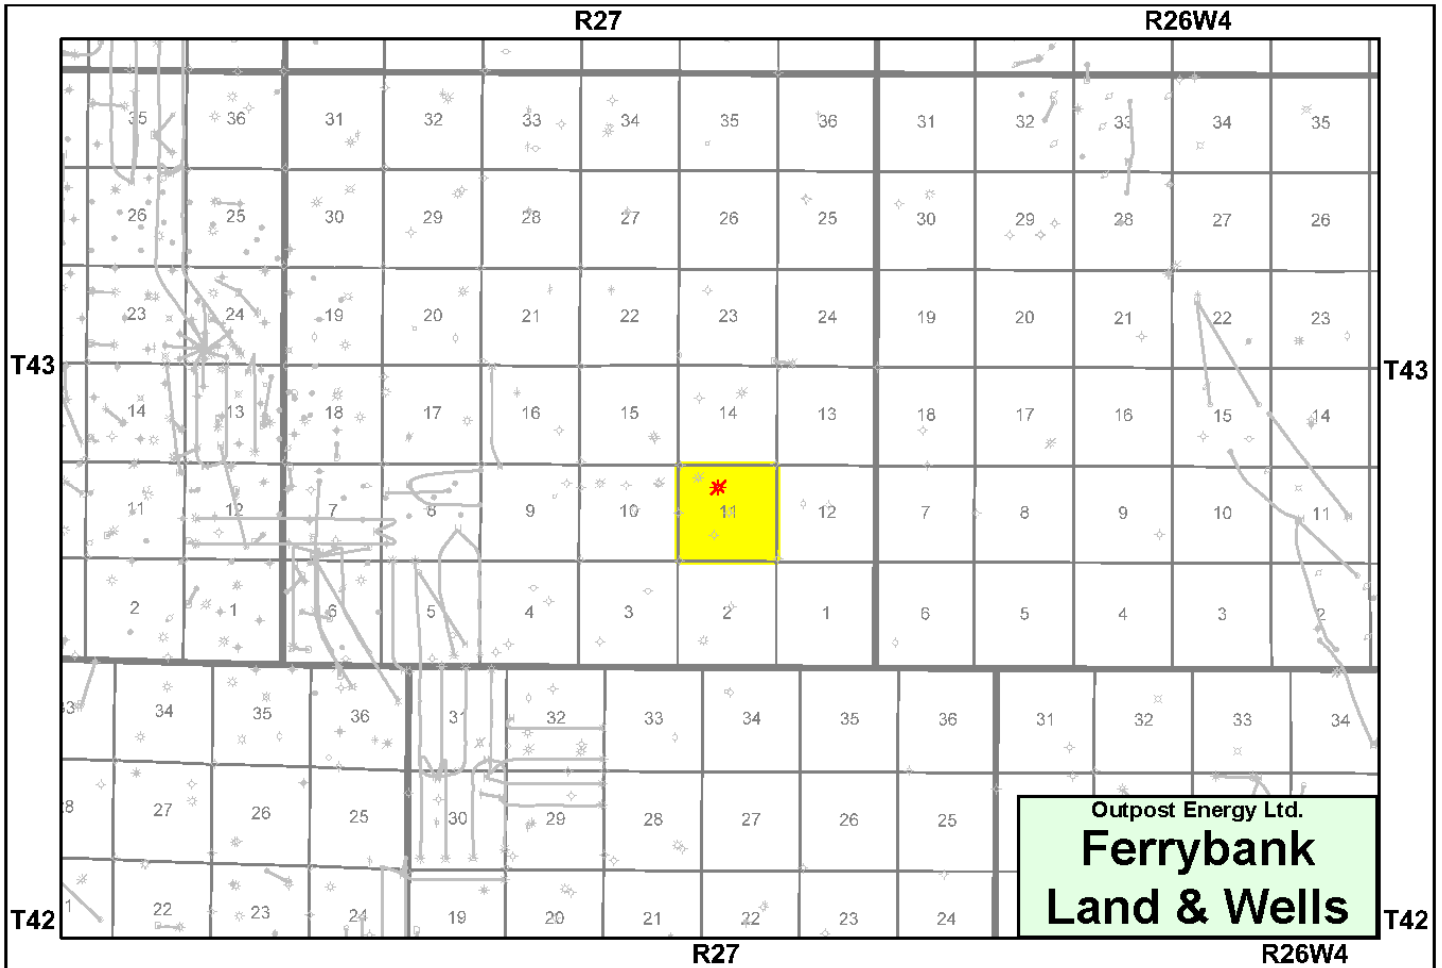 R27 R26W4
35 36 31 32 33 34 35 36 31 32 33 34 35
26 25 30 29 28 27 26 25 30 29 28 27 26
23 24 19 20 21 22 23 24 19 20 21 22 23
T43 T43
14 13 18 17 16 15 14 13 18 17 16 15 14
11 12 7 8 9 10 11 12 7 8 9 10 11
2 1 6 5 4 3 2 1 6 5 4 3 2
33 34 35 36 31 32 33 34 35 36 31 32 33 34
27 26 25 30 29 28 27 26 25
Outpost Energy Ltd.
Ferrybank
Land & Wells
22 23 24 19 20 21 22 23 24
T42 T42
R27 R26W4